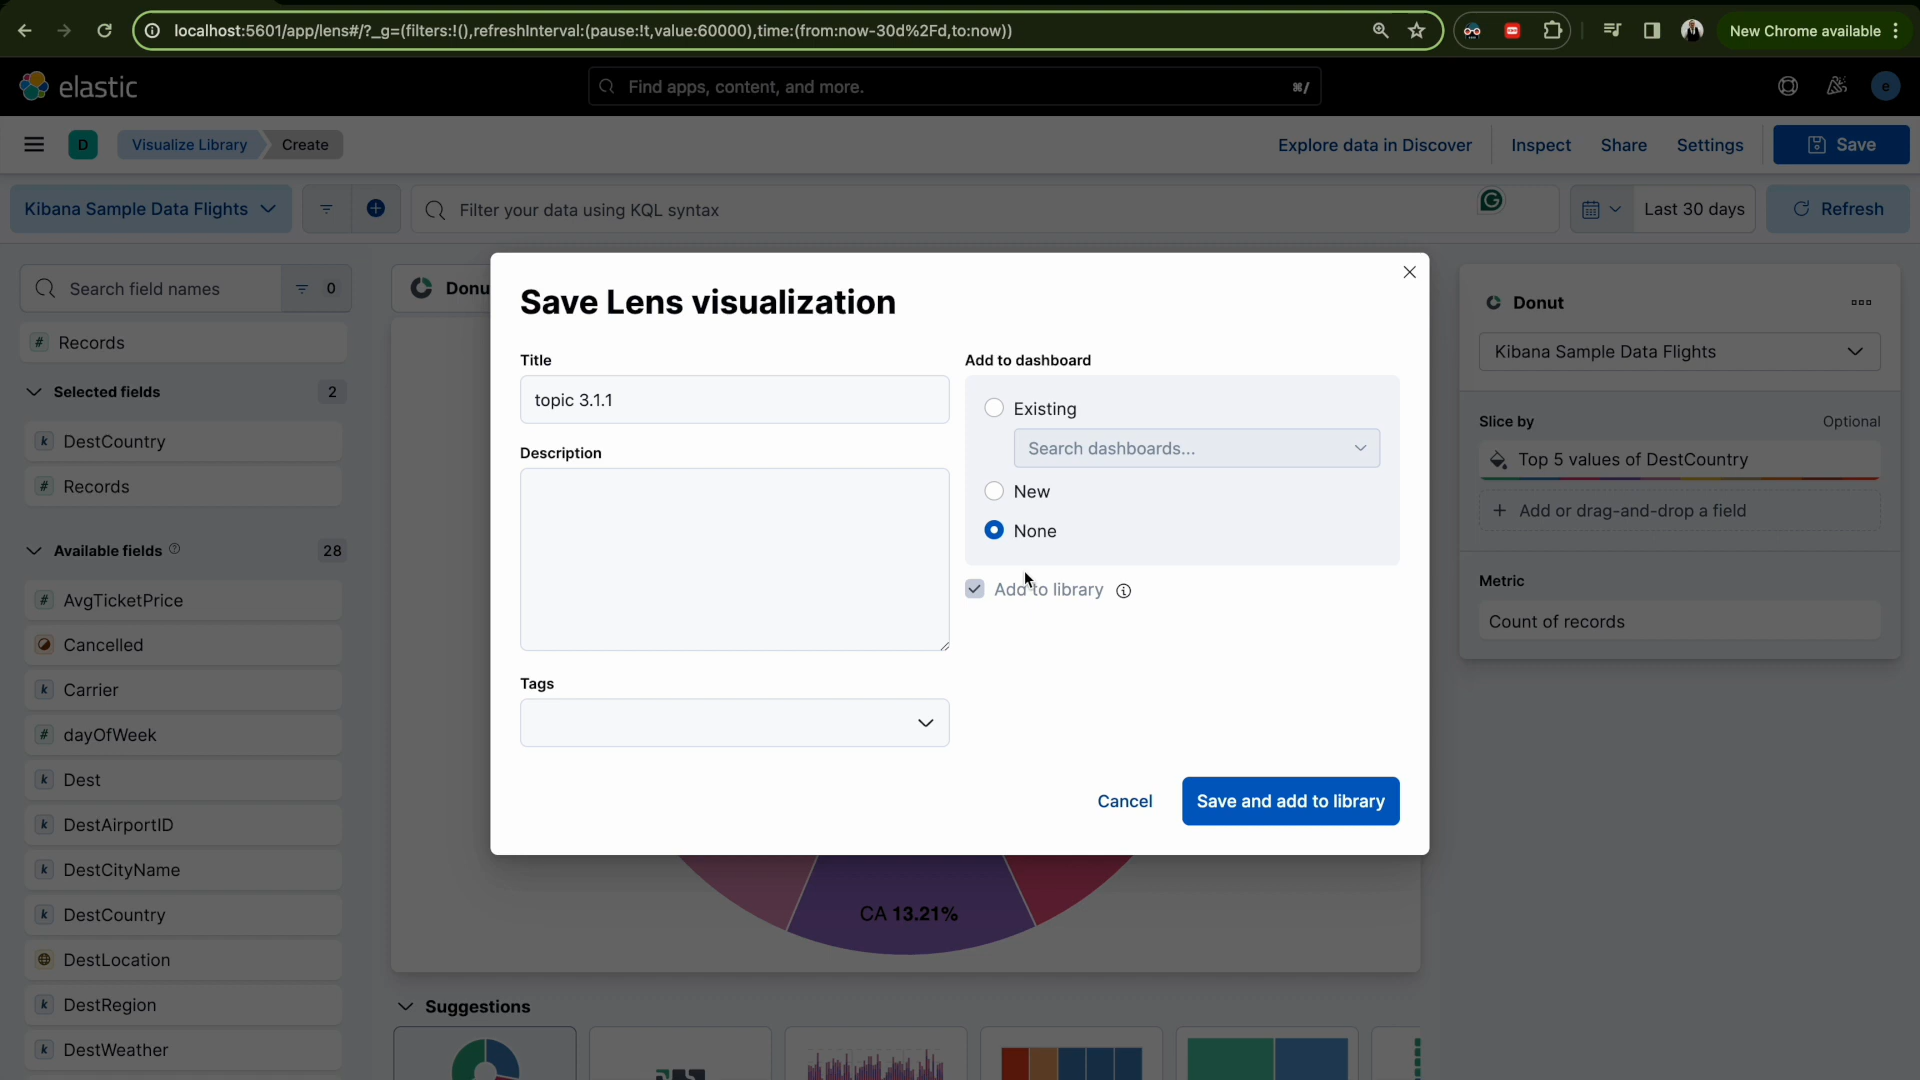 localhost:5601/app/lens#/?_g=(filters:!(),refreshInterval:(pause:!t,value:60000),time:(from:now-30d%2Fd,to:now))
New Chrome available
elastic
Find apps, content, and more.
⌘/
e
D
Visualize Library
Create
Explore data in Discover
Inspect
Share
Settings
Save
Kibana Sample Data Flights
Filter your data using KQL syntax
Last 30 days
Refresh
Search field names
0
# Records
Selected fields
2
k DestCountry
# Records
Available fields
28
# AvgTicketPrice
Cancelled
k Carrier
# dayOfWeek
k Dest
k DestAirportID
k DestCityName
k DestCountry
DestLocation
k DestRegion
k DestWeather
Donu
Save Lens visualization
Title
topic 3.1.1
Description
Tags
Add to dashboard
Existing
Search dashboards...
New
None
Add to library
Cancel
Save and add to library
CA 13.21%
Suggestions
Donut
Kibana Sample Data Flights
Slice by
Optional
Top 5 values of DestCountry
+ Add or drag-and-drop a field
Metric
Count of records